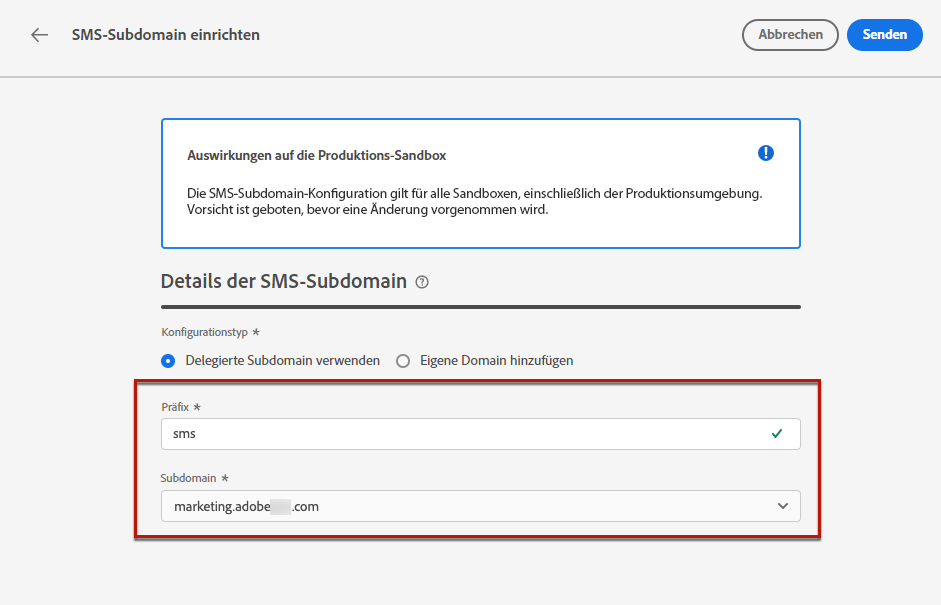 SMS-Subdomain einrichten
Abbrechen
Senden
Auswirkungen auf die Produktions-Sandbox
Die SMS-Subdomain-Konfiguration gilt für alle Sandboxen, einschließlich der Produktionsumgebung.
Vorsicht ist geboten, bevor eine Änderung vorgenommen wird.
Details der SMS-Subdomain
Konfigurationstyp *
Delegierte Subdomain verwenden
Eigene Domain hinzufügen
Präfix *
sms
Subdomain *
marketing.adobe .com